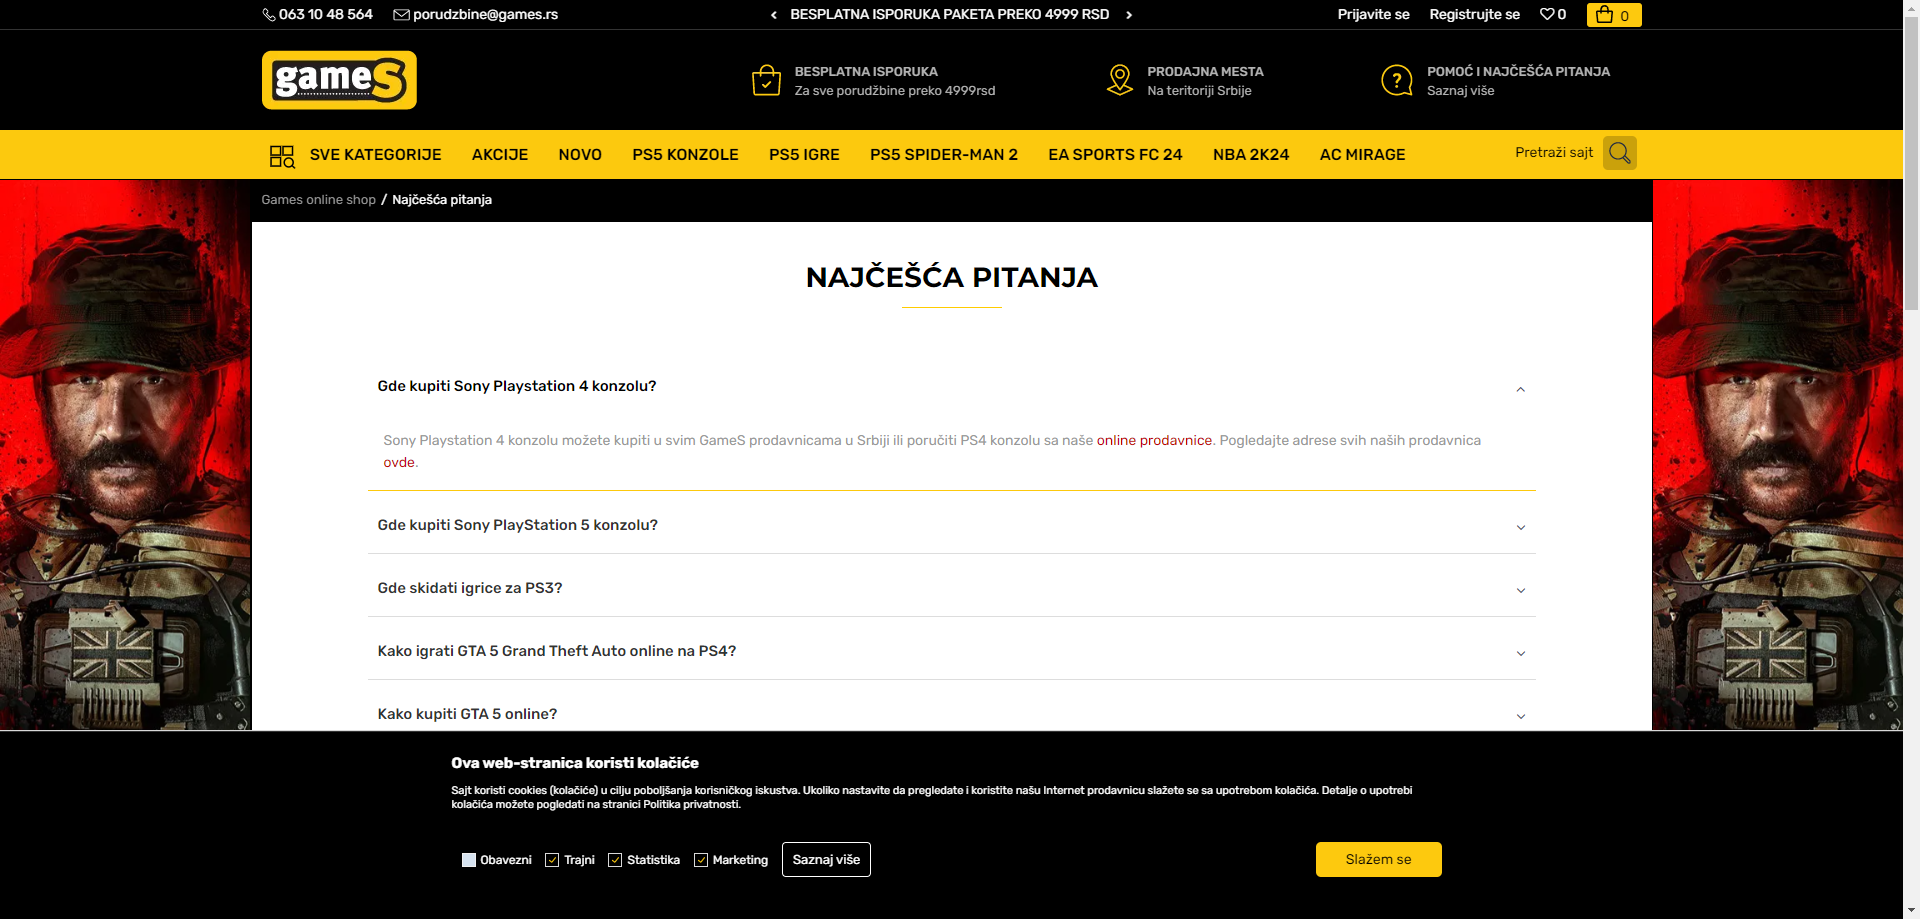 063 10 48 564 porudzbine@games.rs BESPLATNA ISPORUKA PAKETA PREKO 4999 RSD Prijavite se Registrujte se 0 0
gameS
BESPLATNA ISPORUKA
Za sve porudžbine preko 4999rsd
PRODAJNA MESTA
Na teritoriji Srbije
POMOĆ I NAJČEŠĆA PITANJA
Saznaj više
SVE KATEGORIJE AKCIJE NOVO PS5 KONZOLE PS5 IGRE PS5 SPIDER-MAN 2 EA SPORTS FC 24 NBA 2K24 AC MIRAGE Pretraži sajt
Games online shop / Najčešća pitanja
NAJČEŠĆA PITANJA
Gde kupiti Sony Playstation 4 konzolu?
Sony Playstation 4 konzolu možete kupiti u svim GameS prodavnicama u Srbiji ili poručiti PS4 konzolu sa naše online prodavnice. Pogledajte adrese svih naših prodavnica
ovde.
Gde kupiti Sony PlayStation 5 konzolu?
Gde skidati igrice za PS3?
Kako igrati GTA 5 Grand Theft Auto online na PS4?
Kako kupiti GTA 5 online?
Ova web-stranica koristi kolačiće
Sajt koristi cookies (kolačiće) u cilju poboljšanja korisničkog iskustva. Ukoliko nastavite da pregledate i koristite našu Internet prodavnicu slažete se sa upotrebom kolačića. Detalje o upotrebi
kolačića možete pogledati na stranici Politika privatnosti.
Obavezni Trajni Statistika Marketing Saznaj više Slažem se